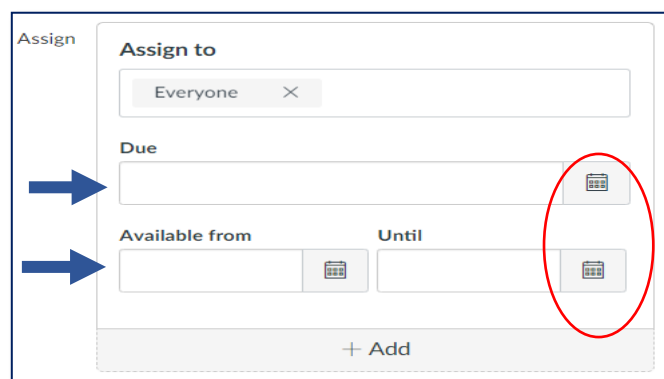 Assign
Assign to
Everyone ×
Due
Available from Until
+ Add